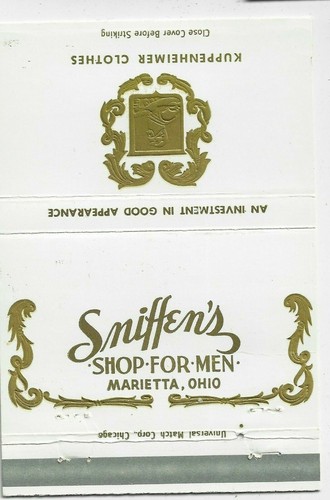 Close Cover Before Striking
KUPPENHEIMER CLOTHES
AN INVESTMENT IN GOOD APPEARANCE
Sniffen's
·SHOP·FOR·MEN·
MARIETTA, OHIO
Universal Match Corp., Chicago